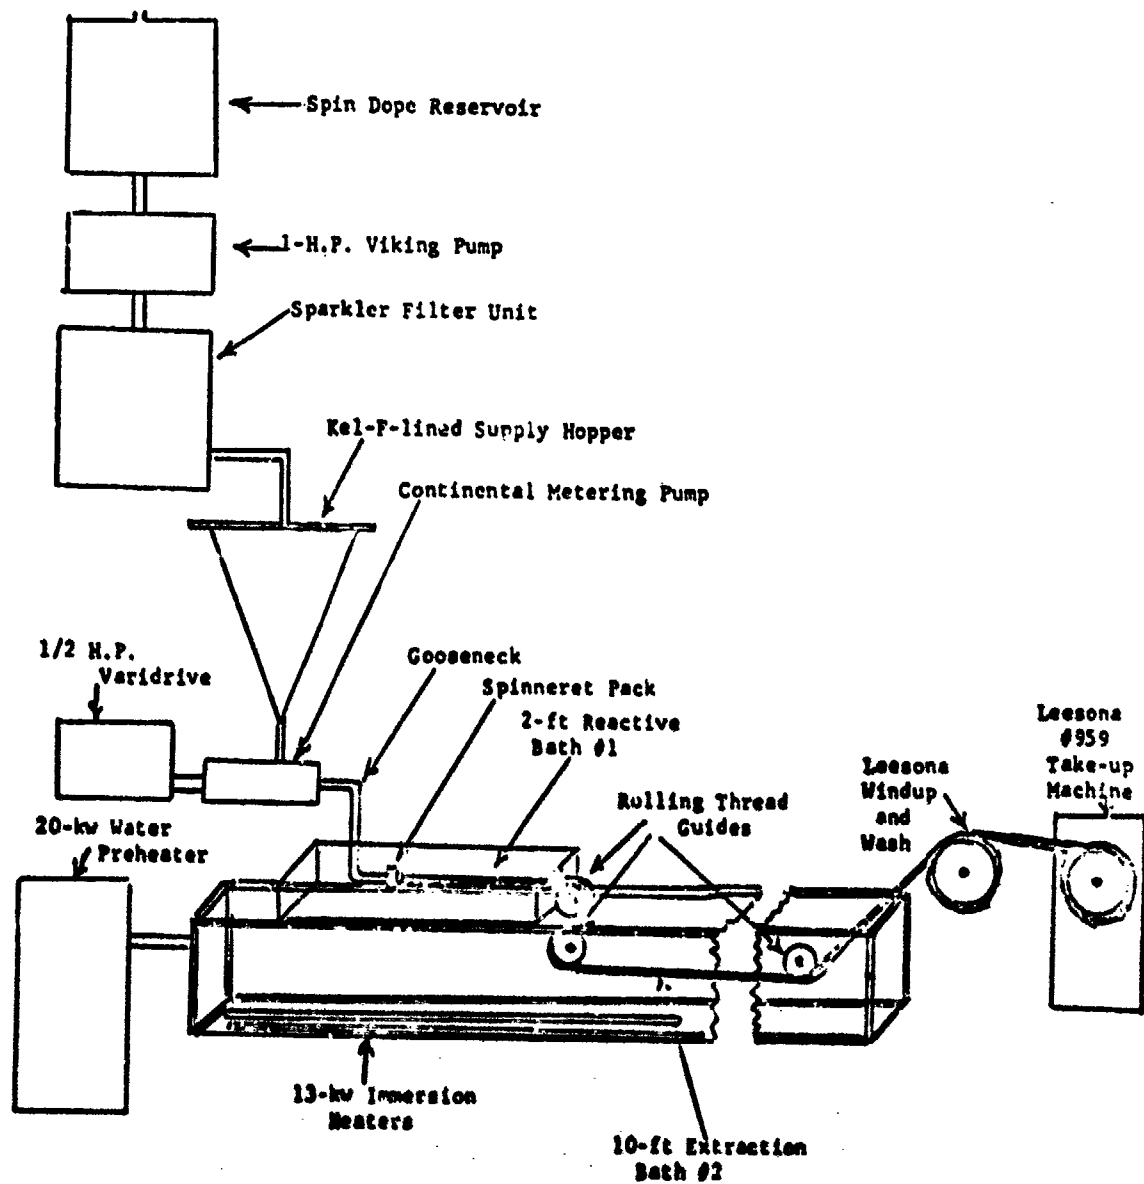 Spin Dope Reservoir
1-H.P. Viking Pump
Sparkler Filter Unit
Kel-F-lined Supply Hopper
Continental Metering Pump
1/2 H.P.
Varidrive
Gooseneck
Spinneret Pack
2-ft Reactive
Bath #1
Rolling Thread
Guides
Leesona
Windup
and
Wash
Leesona
#959
Take-up
Machine
20-kw Water
Preheater
13-kw Immersion
Heaters
10-ft Extraction
Bath #2